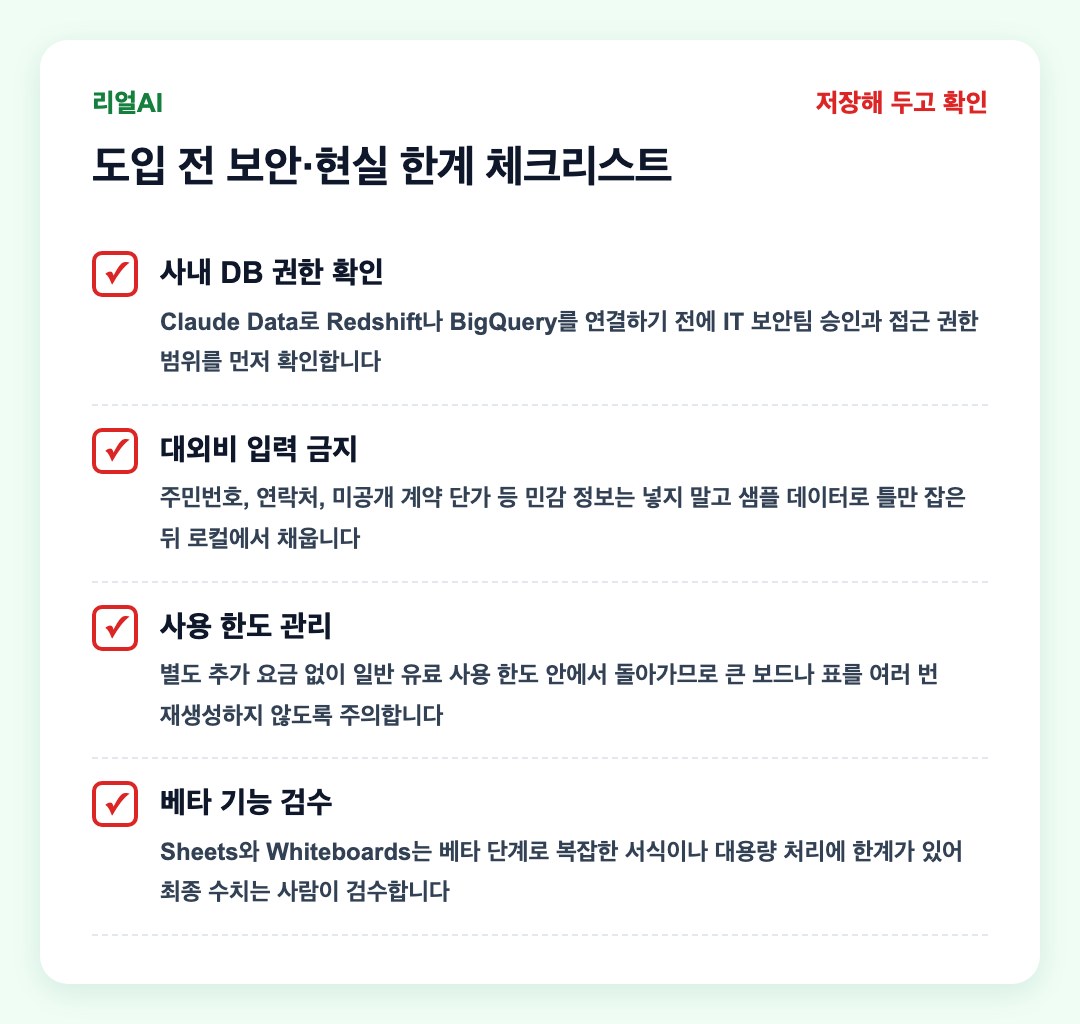 리얼AI
저장해 두고 확인
도입 전 보안·현실 한계 체크리스트
사내 DB 권한 확인
Claude Data로 Redshift나 BigQuery를 연결하기 전에 IT 보안팀 승인과 접근 권한
범위를 먼저 확인합니다
대외비 입력 금지
주민번호, 연락처, 미공개 계약 단가 등 민감 정보는 넣지 말고 샘플 데이터로 틀만 잡은
뒤 로컬에서 채웁니다
사용 한도 관리
별도 추가 요금 없이 일반 유료 사용 한도 안에서 돌아가므로 큰 보드나 표를 여러 번
재생성하지 않도록 주의합니다
베타 기능 검수
Sheets와 Whiteboards는 베타 단계로 복잡한 서식이나 대용량 처리에 한계가 있어
최종 수치는 사람이 검수합니다